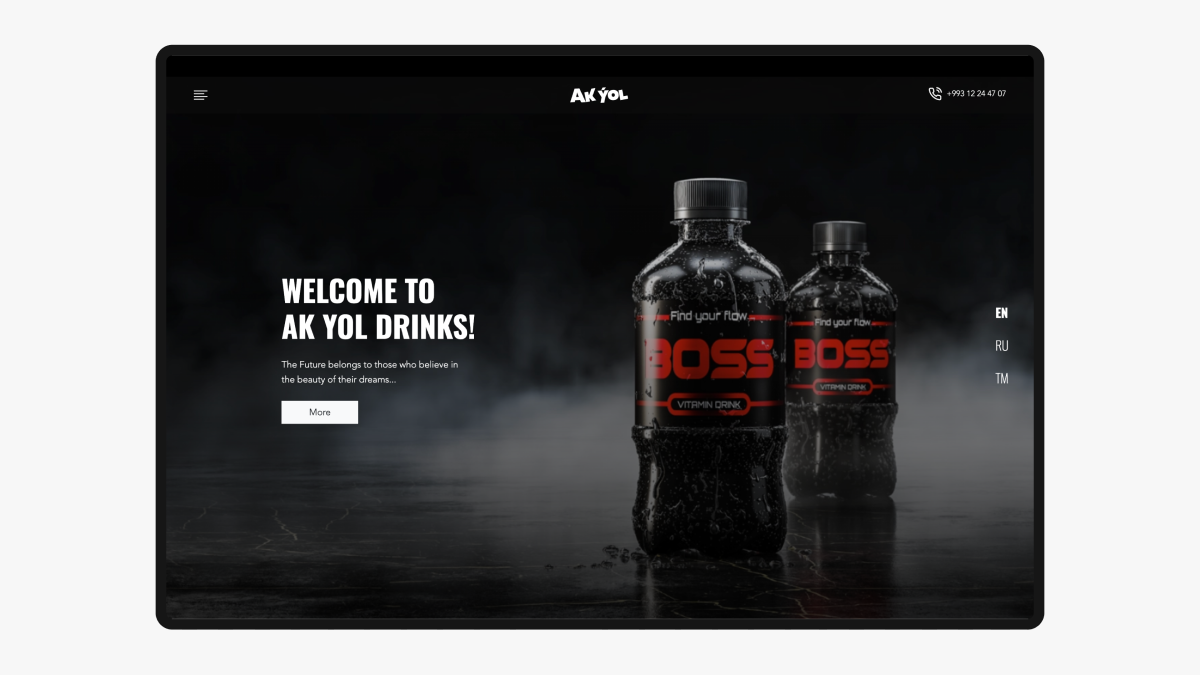 AK ÝOL
+993 12 24 47 07
WELCOME TO
AK YOL DRINKS!
The Future belongs to those who believe in
the beauty of their dreams...
More
Find your flow
BOSS
VITAMIN DRINK
Find your flow
BOSS
VITAMIN DRINK
EN
RU
TM